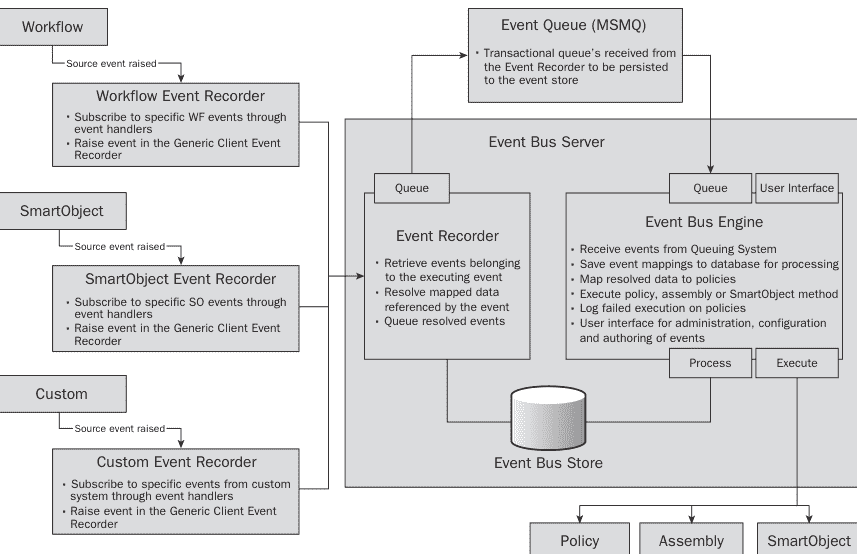 Workflow
Source event raised
Workflow Event Recorder
• Subscribe to specific WF events through
event handlers
• Raise event in the Generic Client Event
Recorder
SmartObject
Source event raised
SmartObject Event Recorder
• Subscribe to specific SO events through
event handlers
• Raise event in the Generic Client Event
Recorder
Custom
Source event raised
Custom Event Recorder
• Subscribe to specific events from custom
system through event handlers
• Raise event in the Generic Client Event
Recorder
Event Queue (MSMQ)
• Transactional queue's received from
the Event Recorder to be persisted
to the event store
Event Bus Server
Queue
Event Recorder
• Retrieve events belonging
to the executing event
• Resolve mapped data
referenced by the event
• Queue resolved events
Queue
User Interface
Event Bus Engine
• Receive events from Queuing System
• Save event mappings to database for processing
• Map resolved data to policies
• Execute policy, assembly or SmartObject method
• Log failed execution on policies
• User interface for administration, configuration
and authoring of events
Process
Execute
Event Bus Store
Policy
Assembly
SmartObject